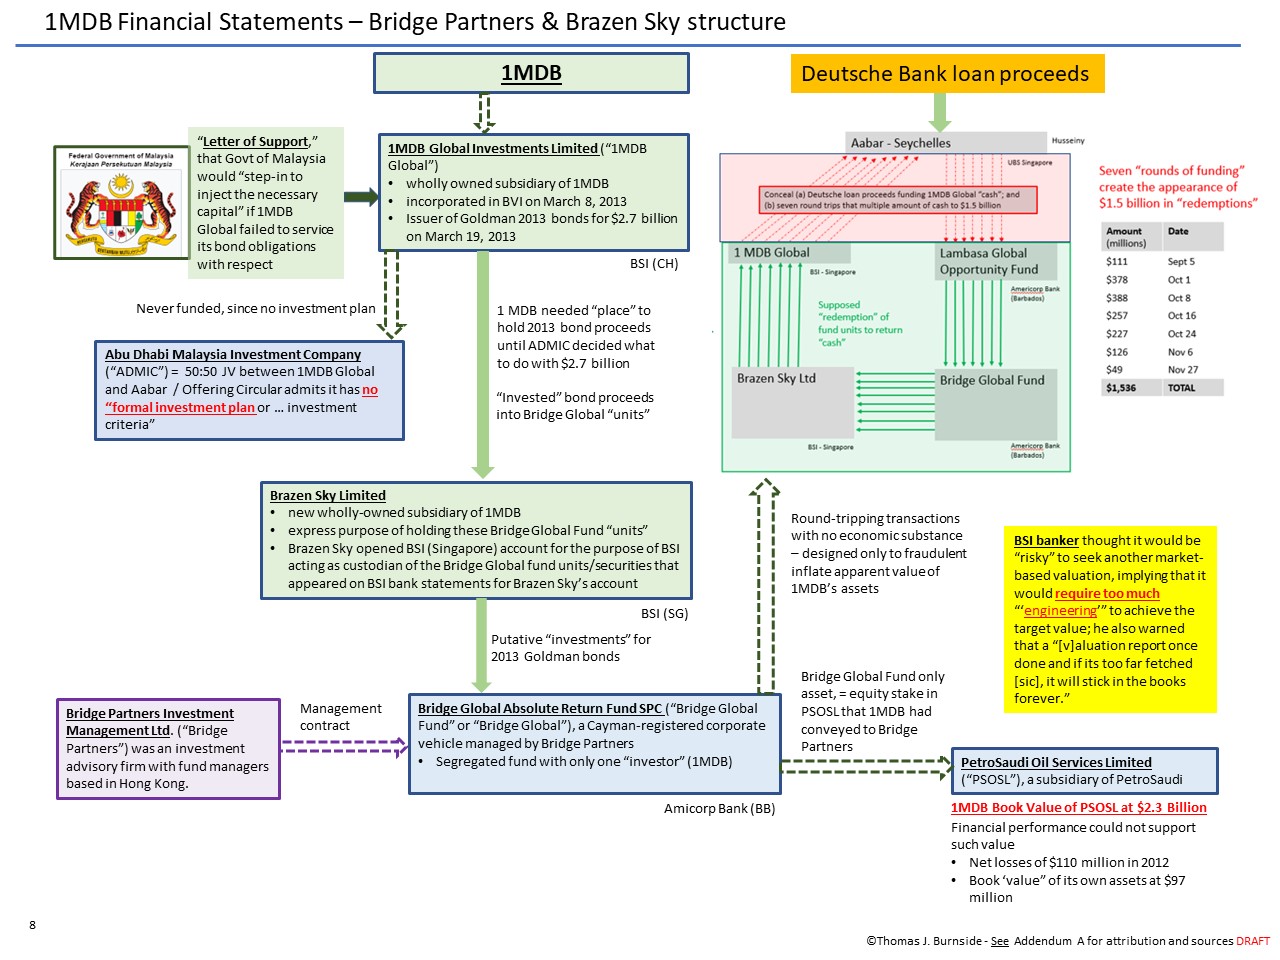 1MDB Financial Statements – Bridge Partners & Brazen Sky structure
1MDB
Deutsche Bank loan proceeds
Federal Government of Malaysia
Kerajaan Persekutuan Malaysia
“Letter of Support,”
that Govt of Malaysia
would “step-in to
inject the necessary
capital” if 1MDB
Global failed to service
its bond obligations
with respect
1MDB Global Investments Limited (“1MDB
Global”)
• wholly owned subsidiary of 1MDB
• incorporated in BVI on March 8, 2013
• Issuer of Goldman 2013 bonds for $2.7 billion
on March 19, 2013
BSI (CH)
Never funded, since no investment plan
Abu Dhabi Malaysia Investment Company
(“ADMIC”) = 50:50 JV between 1MDB Global
and Aabar / Offering Circular admits it has no
“formal investment plan or … investment
criteria”
1 MDB needed “place” to
hold 2013 bond proceeds
until ADMIC decided what
to do with $2.7 billion
“Invested” bond proceeds
into Bridge Global “units”
Aabar - Seychelles
Husseiny
UBS Singapore
Conceal (a) Deutsche loan proceeds funding 1MDB Global “cash”; and
(b) seven round trips that multiple amount of cash to $1.5 billion
1 MDB Global
BSI - Singapore
Lambasa Global
Opportunity Fund
Americorp Bank
(Barbados)
Supposed
“redemption” of
fund units to return
“cash”
Brazen Sky Ltd
BSI - Singapore
Bridge Global Fund
Americorp Bank
(Barbados)
Seven “rounds of funding”
create the appearance of
$1.5 billion in “redemptions”
Amount (millions) Date
$111 Sept 5
$378 Oct 1
$388 Oct 8
$257 Oct 16
$227 Oct 24
$126 Nov 6
$49 Nov 27
$1,536 TOTAL
Brazen Sky Limited
• new wholly-owned subsidiary of 1MDB
• express purpose of holding these Bridge Global Fund “units”
• Brazen Sky opened BSI (Singapore) account for the purpose of BSI
acting as custodian of the Bridge Global fund units/securities that
appeared on BSI bank statements for Brazen Sky’s account
BSI (SG)
Putative “investments” for
2013 Goldman bonds
Round-tripping transactions
with no economic substance
– designed only to fraudulent
inflate apparent value of
1MDB’s assets
BSI banker thought it would be
“risky” to seek another market-
based valuation, implying that it
would require too much
“‘engineering’” to achieve the
target value; he also warned
that a “[v]aluation report once
done and if its too far fetched
[sic], it will stick in the books
forever.”
Bridge Partners Investment
Management Ltd. (“Bridge
Partners”) was an investment
advisory firm with fund managers
based in Hong Kong.
Management
contract
Bridge Global Absolute Return Fund SPC (“Bridge Global
Fund” or “Bridge Global”), a Cayman-registered corporate
vehicle managed by Bridge Partners
• Segregated fund with only one “investor” (1MDB)
Amicorp Bank (BB)
Bridge Global Fund only
asset, = equity stake in
PSOSL that 1MDB had
conveyed to Bridge
Partners
PetroSaudi Oil Services Limited
(“PSOSL”), a subsidiary of PetroSaudi
1MDB Book Value of PSOSL at $2.3 Billion
Financial performance could not support
such value
• Net losses of $110 million in 2012
• Book ‘value” of its own assets at $97
million
8
©Thomas J. Burnside - See Addendum A for attribution and sources DRAFT